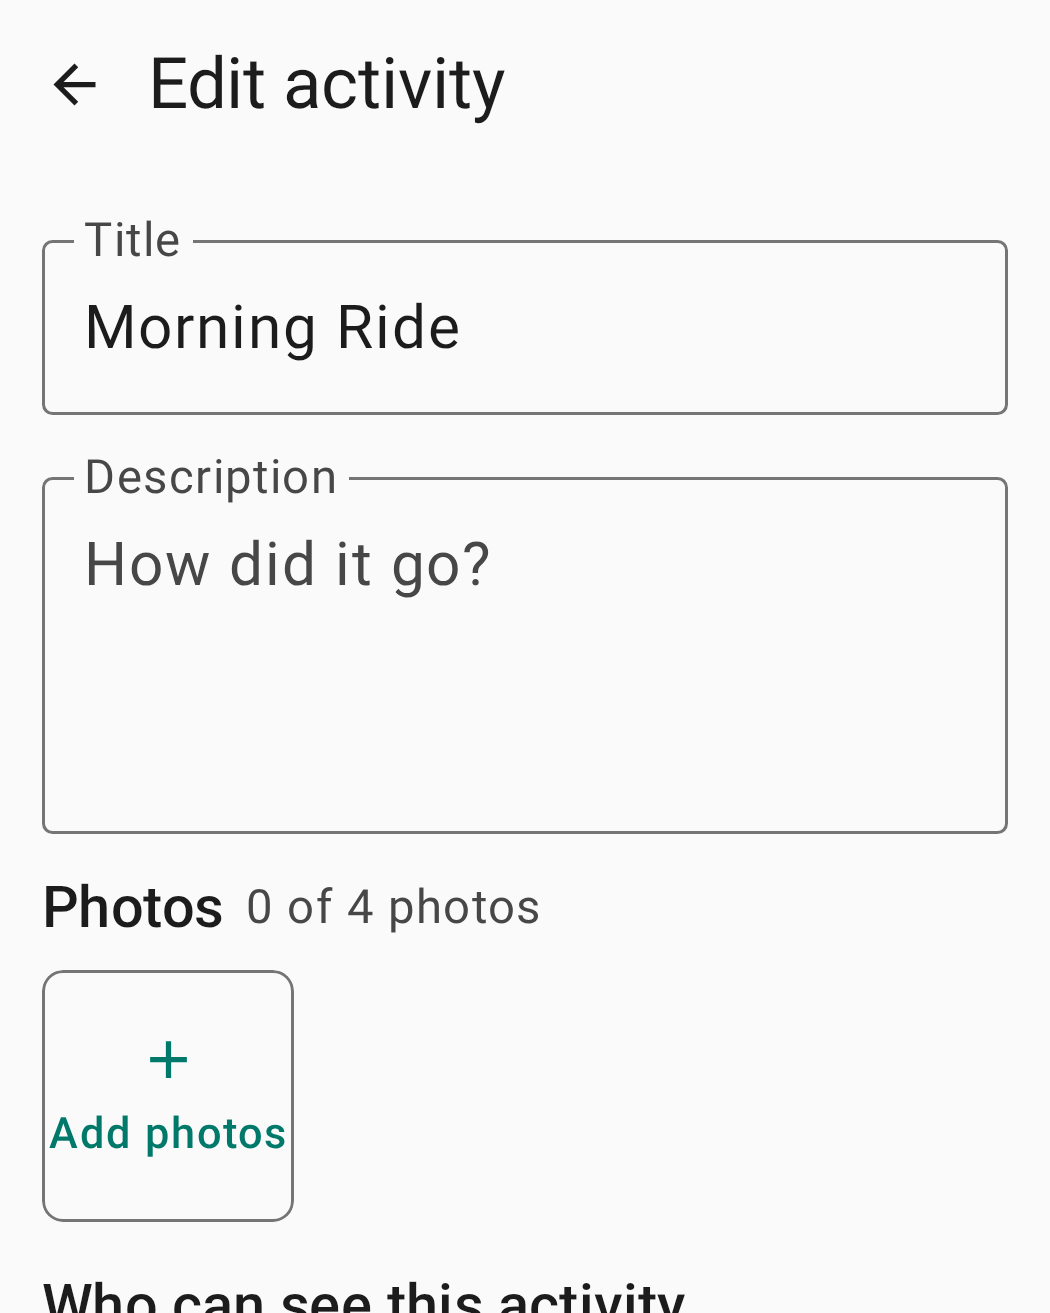 Edit activity
Title
Morning Ride
Description
How did it go?
Photos 0 of 4 photos
Add photos
Who can see this activity